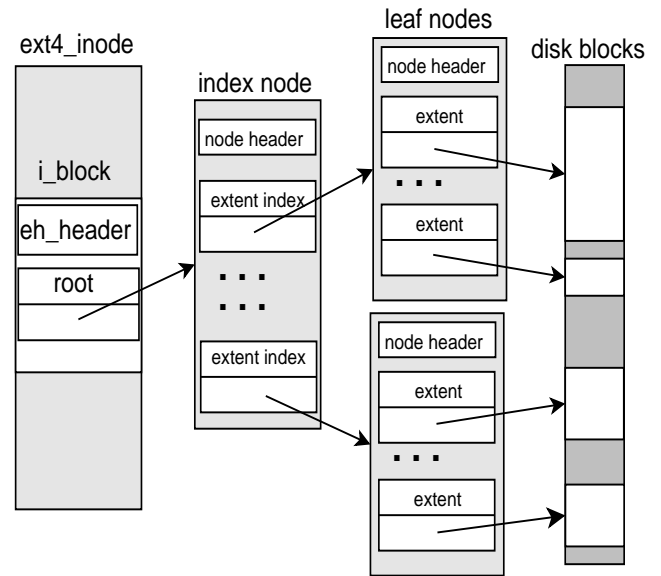 ext4_inode
i_block
eh_header
root
index node
node header
extent index
. . .
. . .
extent index
leaf nodes
node header
extent
. . .
extent
node header
extent
. . .
extent
disk blocks